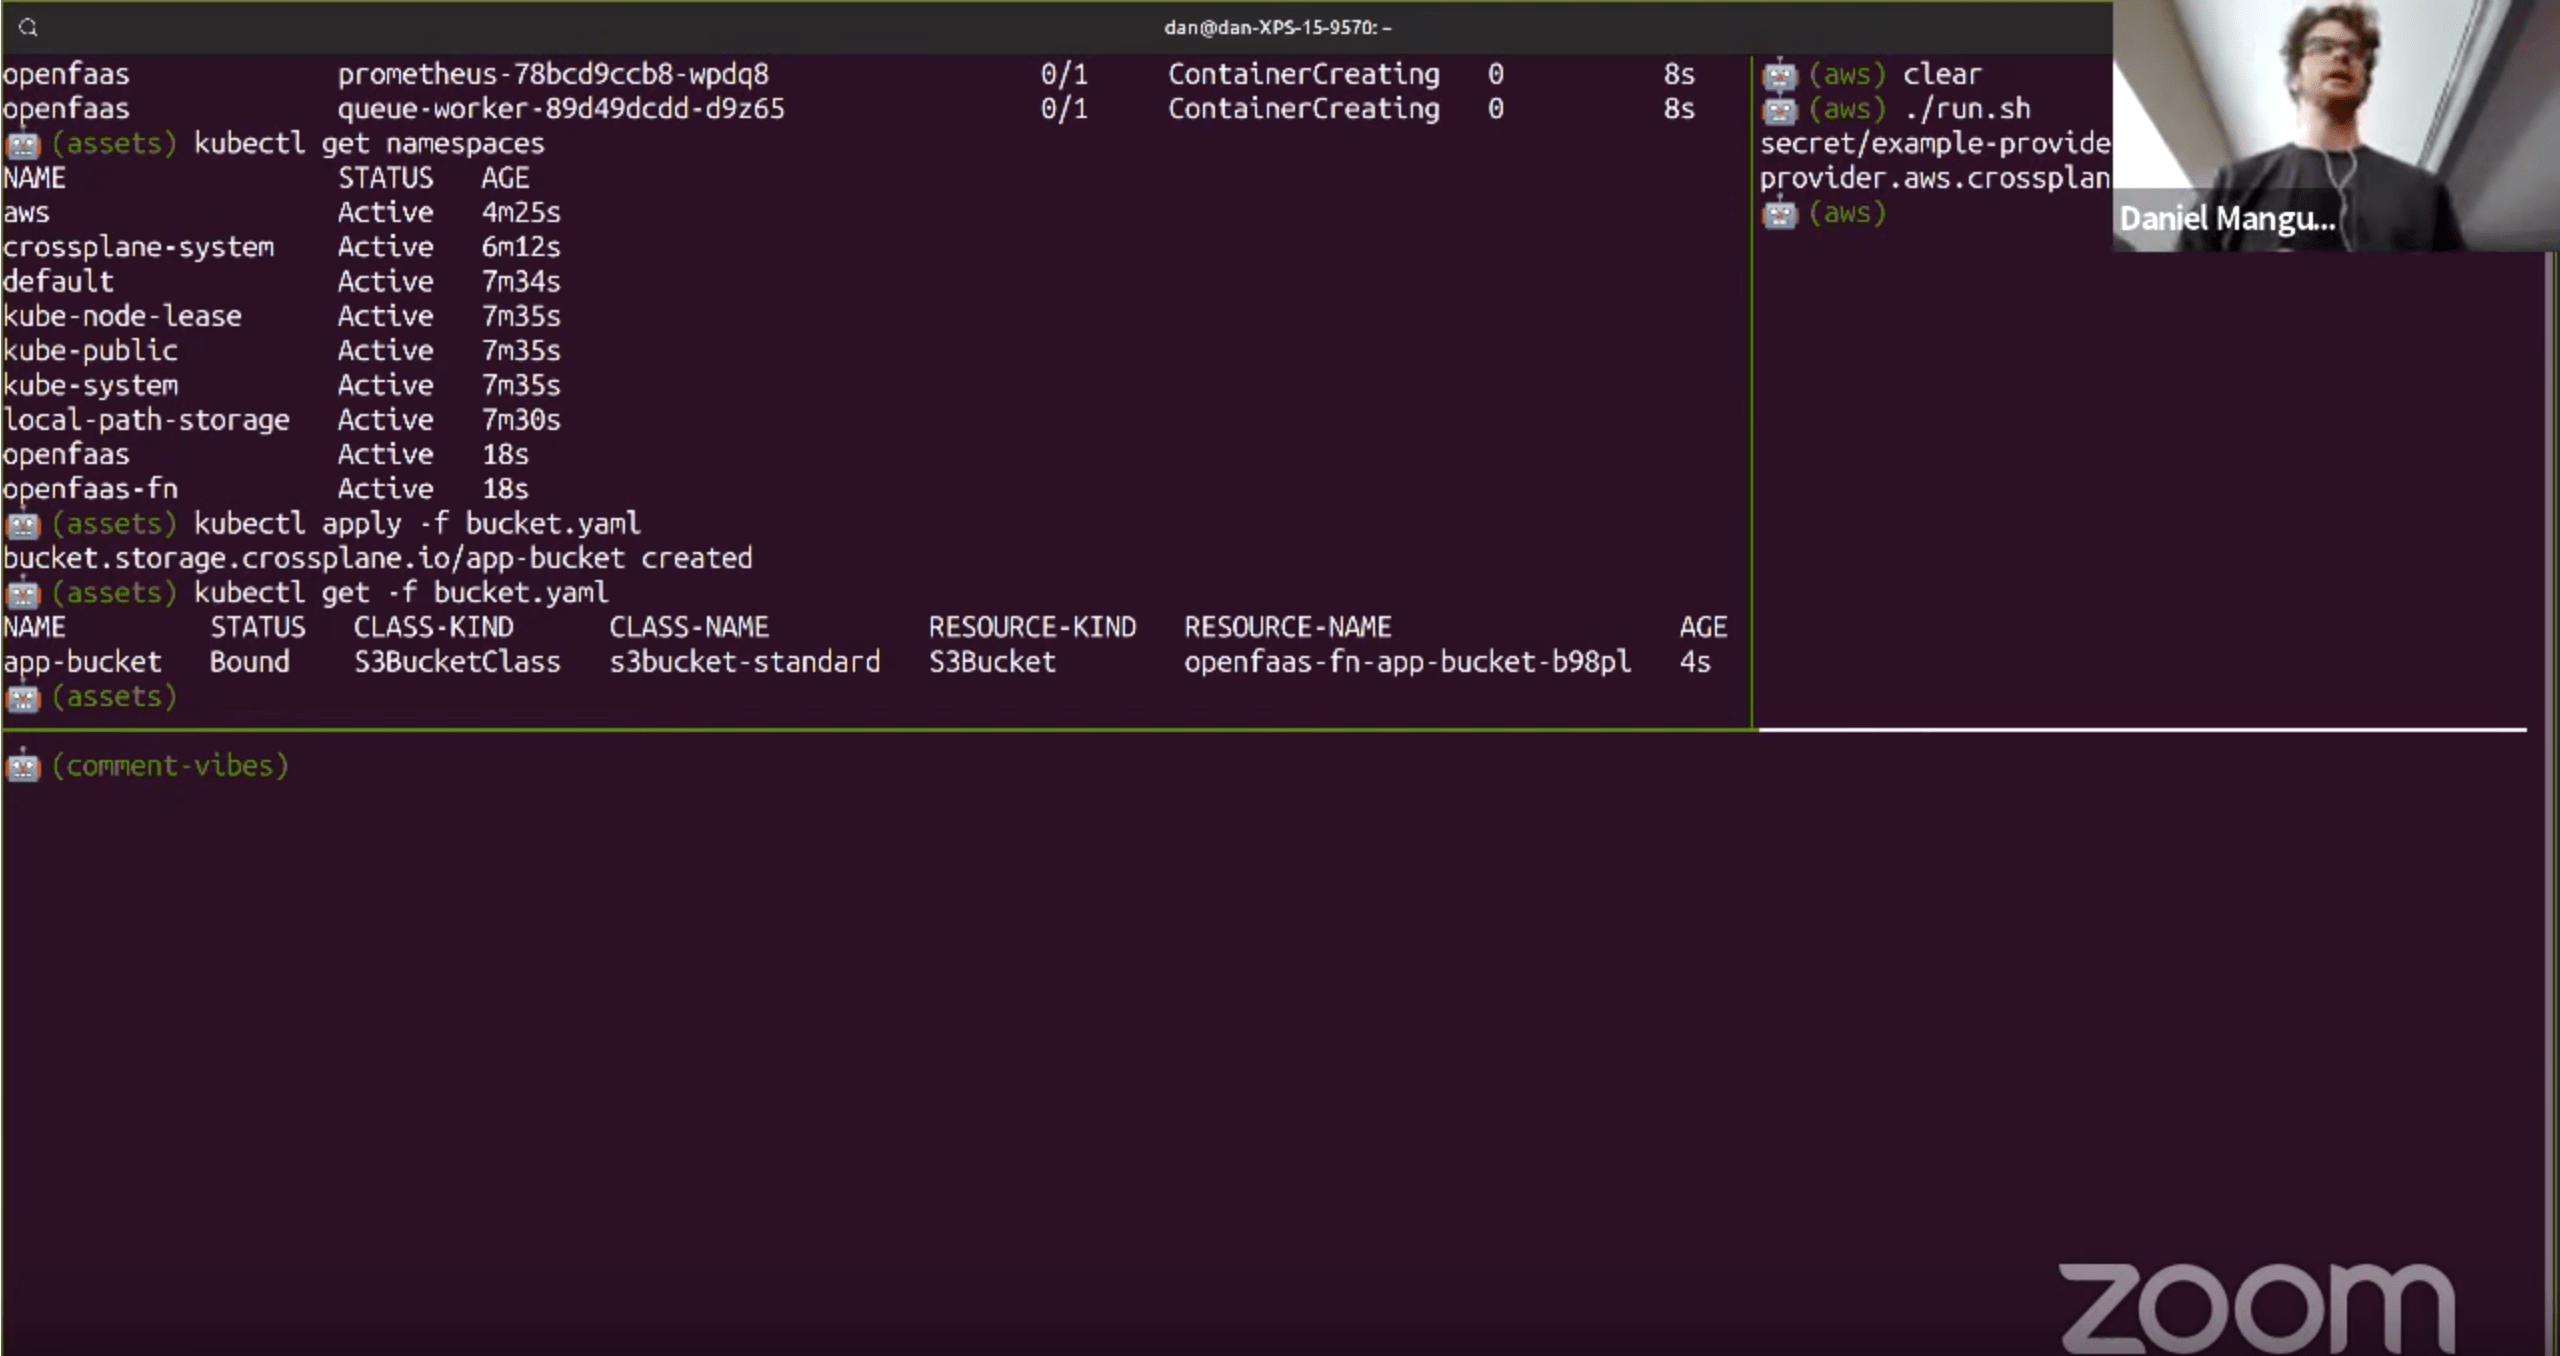 dan@dan-XPS-15-9570: ~
openfaas prometheus-78bcd9ccb8-wpdq8 0/1 ContainerCreating 0 8s
openfaas queue-worker-89d49dcdd-d9z65 0/1 ContainerCreating 0 8s
(assets) kubectl get namespaces
NAME STATUS AGE
aws Active 4m25s
crossplane-system Active 6m12s
default Active 7m34s
kube-node-lease Active 7m35s
kube-public Active 7m35s
kube-system Active 7m35s
local-path-storage Active 7m30s
openfaas Active 18s
openfaas-fn Active 18s
(assets) kubectl apply -f bucket.yaml
bucket.storage.crossplane.io/app-bucket created
(assets) kubectl get -f bucket.yaml
NAME STATUS CLASS-KIND CLASS-NAME RESOURCE-KIND RESOURCE-NAME AGE
app-bucket Bound S3BucketClass s3bucket-standard S3Bucket openfaas-fn-app-bucket-b98pl 4s
(assets)
(aws) clear
(aws) ./run.sh
secret/example-provide
provider.aws.crossplan
(aws)
Daniel Mangu...
(comment-vibes)
zoom